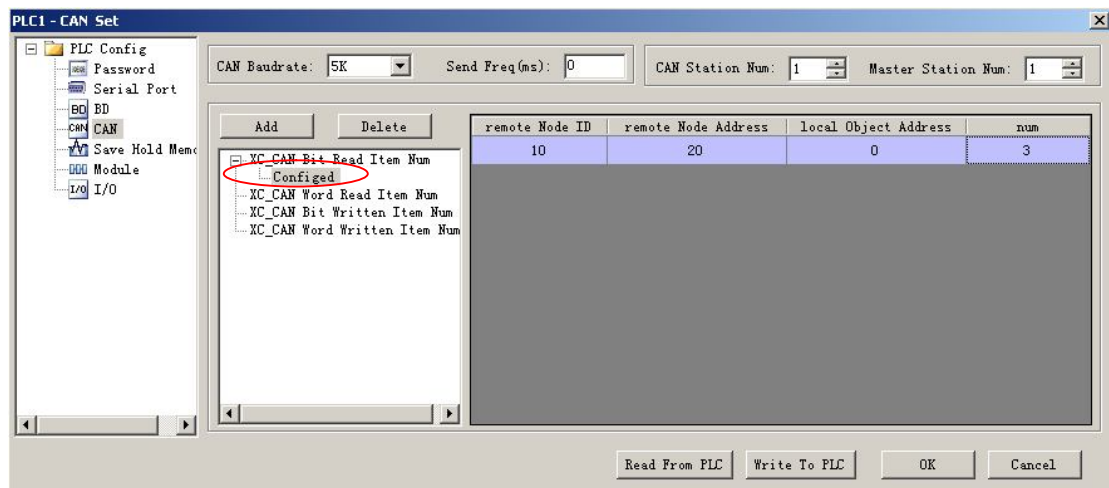 PLC1 - CAN Set
PLC Config
Password
Serial Port
BD BD
CAN CAN
Save Hold Memo
Module
I/O I/O
CAN Baudrate: 5K Send Freq(ms): 0 CAN Station Num: 1 Master Station Num: 1
Add Delete
XC_CAN Bit Read Item Num
Configed
XC_CAN Word Read Item Num
XC_CAN Bit Written Item Num
XC_CAN Word Written Item Num
remote Node ID remote Node Address local Object Address num
10 20 0 3
Read From PLC Write To PLC OK Cancel